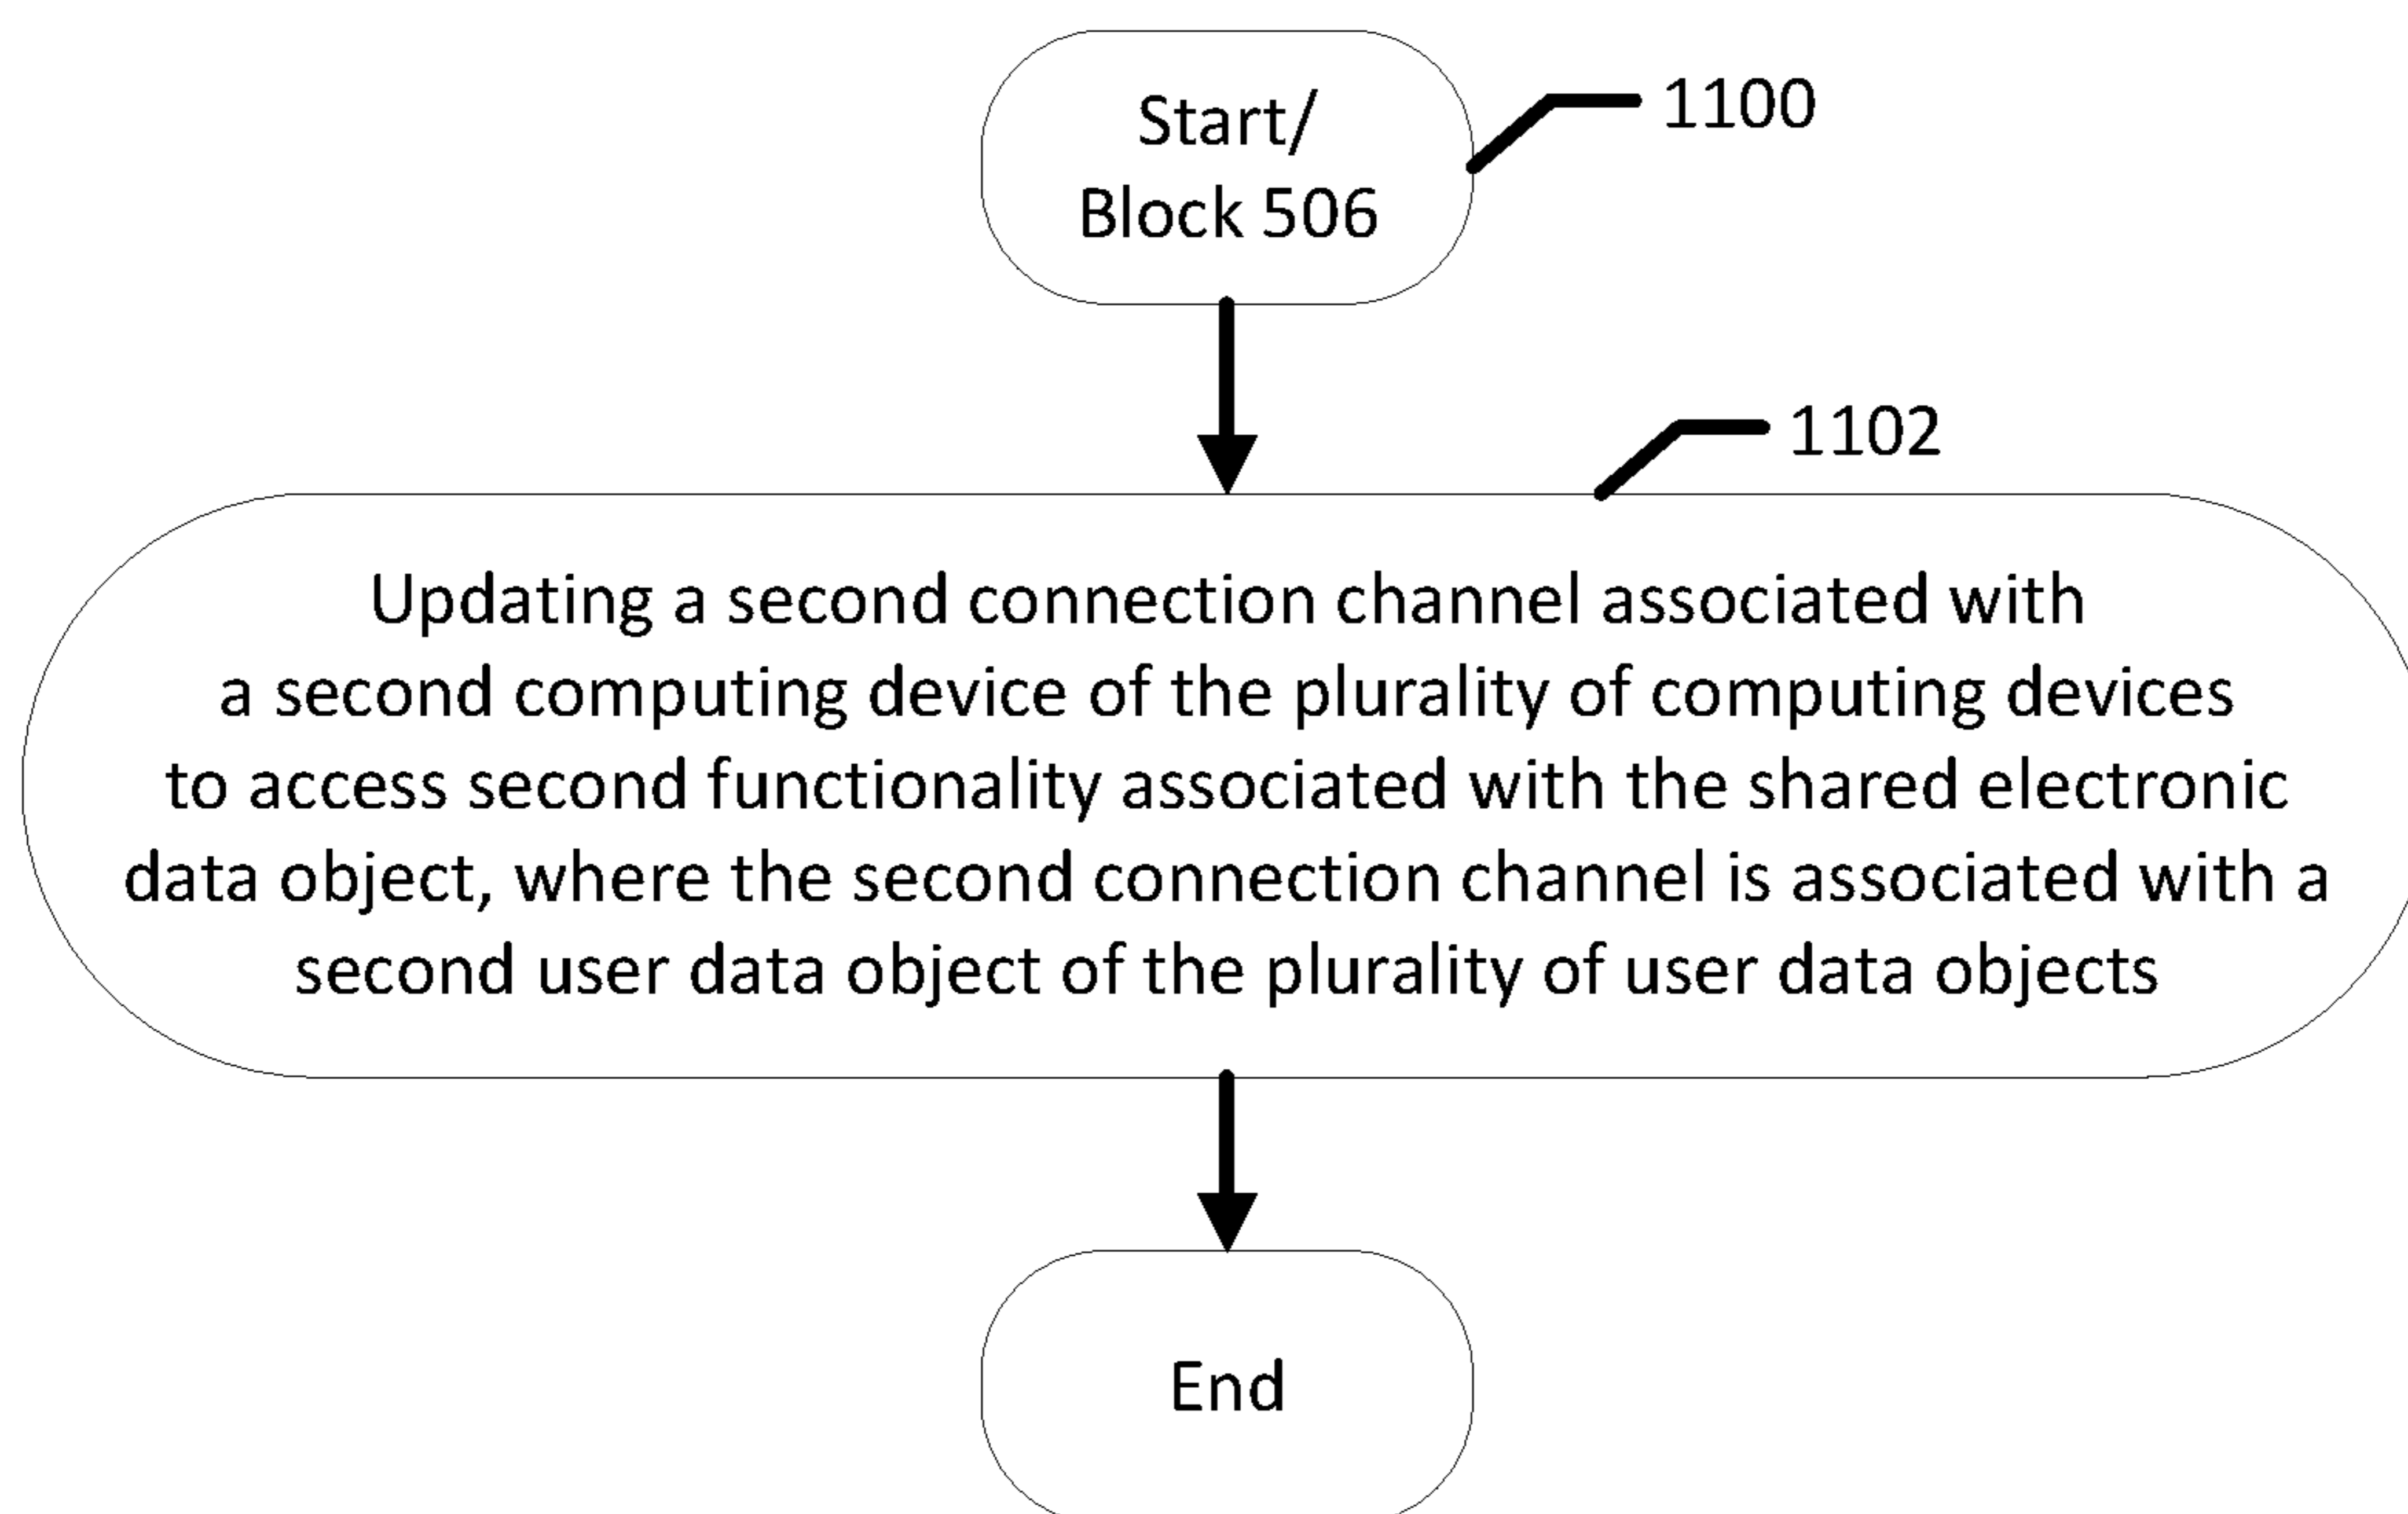 Start/
Block 506
1100
1102
Updating a second connection channel associated with
a second computing device of the plurality of computing devices
to access second functionality associated with the shared electronic
data object, where the second connection channel is associated with a
second user data object of the plurality of user data objects
End